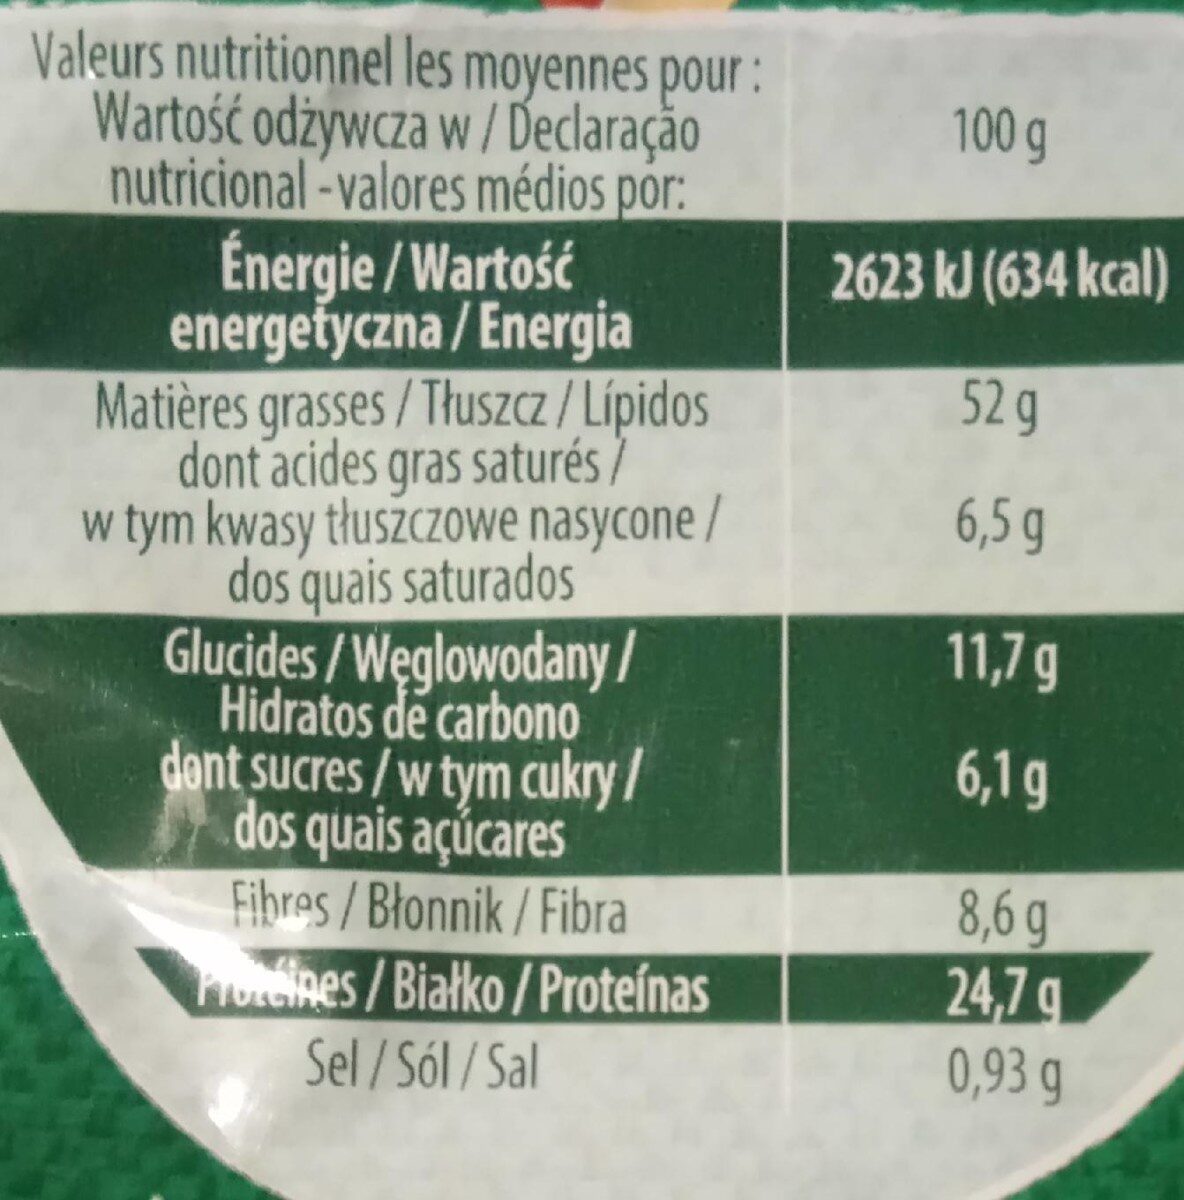 Valeurs nutritionnel les moyennes pour :
Wartość odżywcza w / Declaração
nutricional - valores médios por:
100 g
Énergie / Wartość
energetyczna / Energia
2623 kJ (634 kcal)
Matières grasses / Tłuszcz / Lípidos
52 g
dont acides gras saturés /
w tym kwasy tłuszczowe nasycone /
dos quais saturados
6,5 g
Glucides / Węglowodany /
Hidratos de carbono
11,7 g
dont sucres / w tym cukry /
dos quais açúcares
6,1 g
Fibres / Błonnik / Fibra
8,6 g
Protéines / Białko / Proteínas
24,7 g
Sel / Sól / Sal
0,93 g